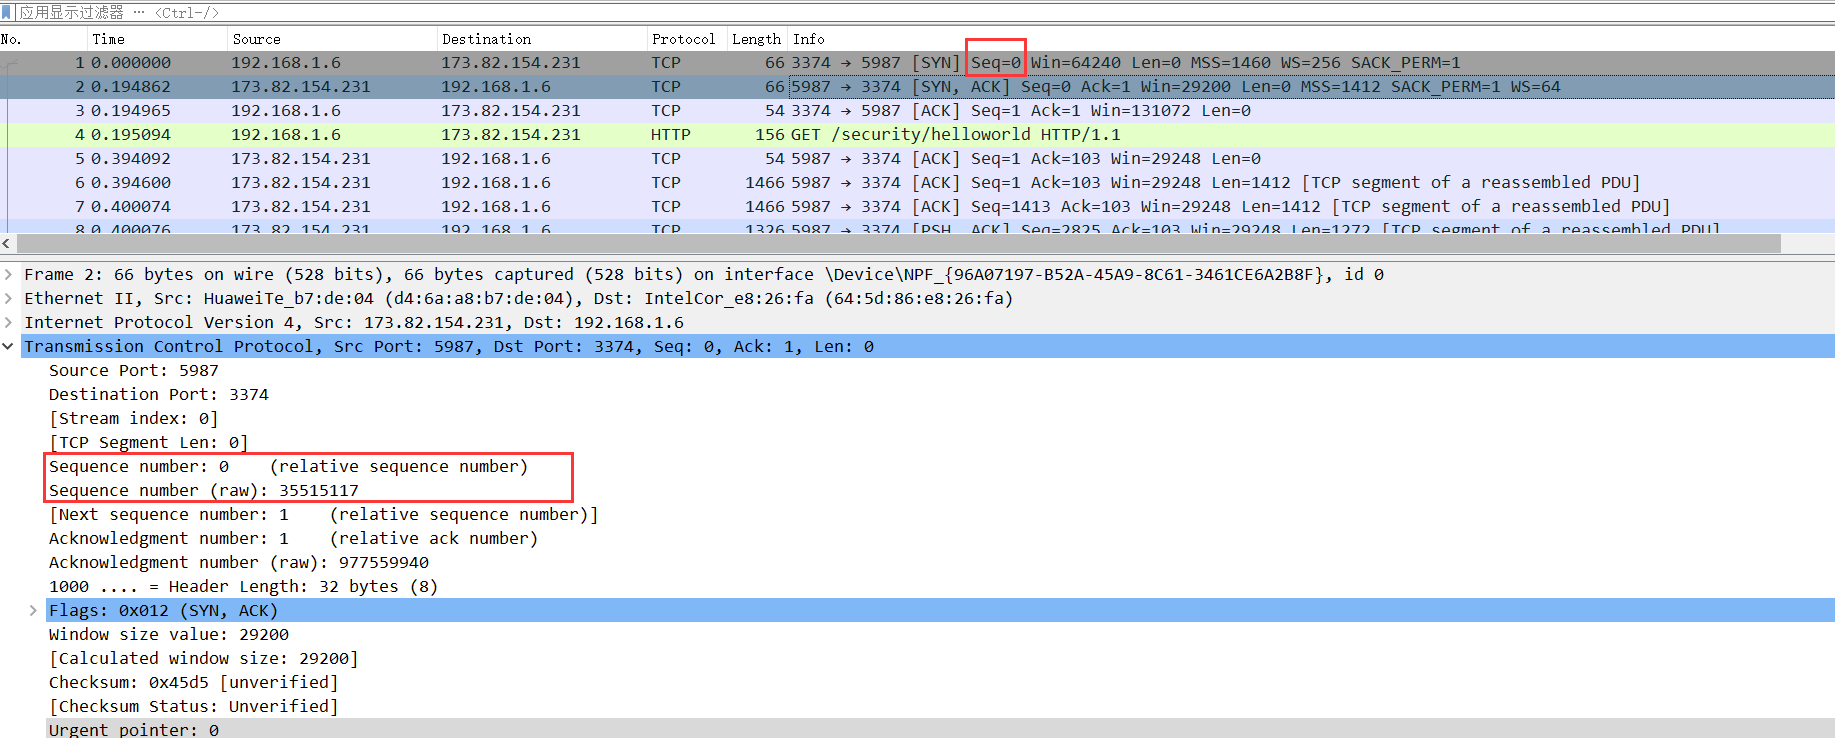 应用显示过滤器 … <Ctrl-/>
No. Time Source Destination Protocol Length Info
1 0.000000 192.168.1.6 173.82.154.231 TCP 66 3374 → 5987 [SYN] Seq=0 Win=64240 Len=0 MSS=1460 WS=256 SACK_PERM=1
2 0.194862 173.82.154.231 192.168.1.6 TCP 66 5987 → 3374 [SYN, ACK] Seq=0 Ack=1 Win=29200 Len=0 MSS=1412 SACK_PERM=1 WS=64
3 0.194965 192.168.1.6 173.82.154.231 TCP 54 3374 → 5987 [ACK] Seq=1 Ack=1 Win=131072 Len=0
4 0.195094 192.168.1.6 173.82.154.231 HTTP 156 GET /security/helloworld HTTP/1.1
5 0.394092 173.82.154.231 192.168.1.6 TCP 54 5987 → 3374 [ACK] Seq=1 Ack=103 Win=29248 Len=0
6 0.394600 173.82.154.231 192.168.1.6 TCP 1466 5987 → 3374 [ACK] Seq=1 Ack=103 Win=29248 Len=1412 [TCP segment of a reassembled PDU]
7 0.400074 173.82.154.231 192.168.1.6 TCP 1466 5987 → 3374 [ACK] Seq=1413 Ack=103 Win=29248 Len=1412 [TCP segment of a reassembled PDU]
8 0.400076 173.82.154.231 192.168.1.6 TCP 1326 5987 → 3374 [PSH, ACK] Seq=2825 Ack=103 Win=29248 Len=1272 [TCP segment of a reassembled PDU]
Frame 2: 66 bytes on wire (528 bits), 66 bytes captured (528 bits) on interface \Device\NPF_{96A07197-B52A-45A9-8C61-3461CE6A2B8F}, id 0
Ethernet II, Src: HuaweiTe_b7:de:04 (d4:6a:a8:b7:de:04), Dst: IntelCor_e8:26:fa (64:5d:86:e8:26:fa)
Internet Protocol Version 4, Src: 173.82.154.231, Dst: 192.168.1.6
Transmission Control Protocol, Src Port: 5987, Dst Port: 3374, Seq: 0, Ack: 1, Len: 0
Source Port: 5987
Destination Port: 3374
[Stream index: 0]
[TCP Segment Len: 0]
Sequence number: 0 (relative sequence number)
Sequence number (raw): 35515117
[Next sequence number: 1 (relative sequence number)]
Acknowledgment number: 1 (relative ack number)
Acknowledgment number (raw): 977559940
1000 .... = Header Length: 32 bytes (8)
Flags: 0x012 (SYN, ACK)
Window size value: 29200
[Calculated window size: 29200]
Checksum: 0x45d5 [unverified]
[Checksum Status: Unverified]
Urgent pointer: 0